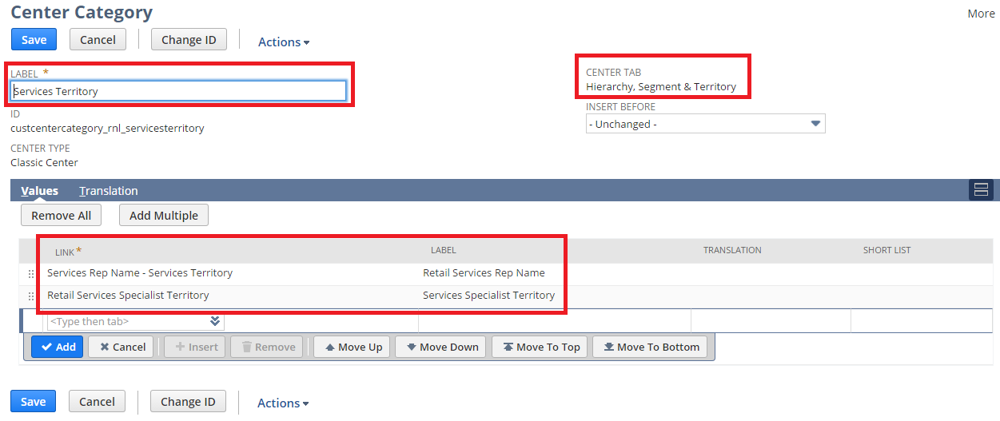 Center Category
More
Save Cancel Change ID Actions
LABEL *
Services Territory
CENTER TAB
Hierarchy, Segment & Territory
ID
custcentercategory_rnl_servicesterritory
INSERT BEFORE
- Unchanged -
CENTER TYPE
Classic Center
Values Translation
Remove All Add Multiple
LINK * LABEL TRANSLATION SHORT LIST
Services Rep Name - Services Territory Retail Services Rep Name
Retail Services Specialist Territory Services Specialist Territory
<Type then tab>
Add Cancel Insert Remove Move Up Move Down Move To Top Move To Bottom
Save Cancel Change ID Actions